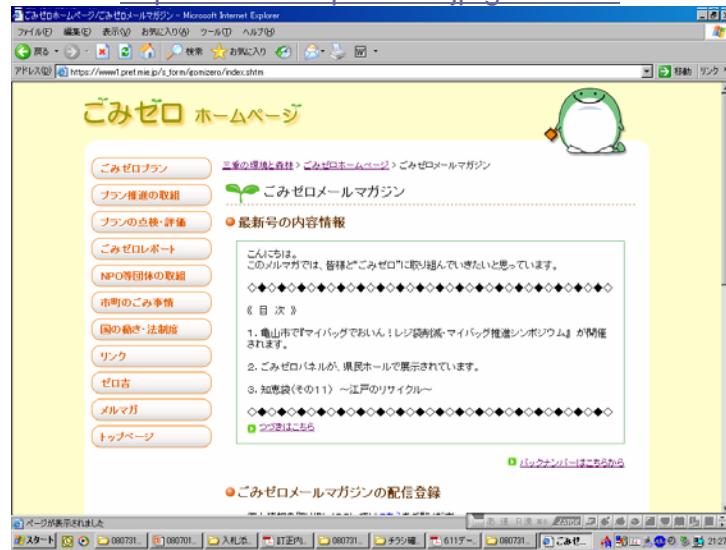 ごみゼロホームページ/ごみゼロメールマガジン - Microsoft Internet Explorer
ファイル(F) 編集(E) 表示(V) お気に入り(A) ツール(T) ヘルプ(H)
戻る 検索 お気に入り
アドレス(D) https://www1.pref.mie.jp/s_form/gomizero/index.shtm 移動 リンク
ごみゼロ ホームページ
三重の環境と森林 > ごみゼロホームページ > ごみゼロメールマガジン
ごみゼロメールマガジン
最新号の内容情報
ごみゼロプラン
プラン推進の取組
プランの点検・評価
ごみゼロレポート
NPO等団体の取組
市町のごみ事情
国の動き・法制度
リンク
ゼロ吉
メルマガ
トップページ
こんにちは。
このメルマガでは、皆様と“ごみゼロ”に取り組んでいきたいと思っています。
◇◆◇◆◇◆◇◆◇◆◇◆◇◆◇◆◇◆◇◆◇◆◇◆◇◆◇◆◇◆◇
《 目 次 》
1. 亀山市で『マイバッグでおいん!レジ袋削減・マイバッグ推進シンポジウム』が開催
されます。
2. ごみゼロパネルが、県民ホールで展示されています。
3. 知恵袋(その11) ～江戸のリサイクル～
◇◆◇◆◇◆◇◆◇◆◇◆◇◆◇◆◇◆◇◆◇◆◇◆◇◆◇◆◇◆◇
つづきはこちら
バックナンバーはこちらから
ごみゼロメールマガジンの配信登録
ページが表示されました
スタート 080731... 080701... 入札添... 訂正内... 080731... チラシ確... 611デー... 080731... ごみゼ... 21:27